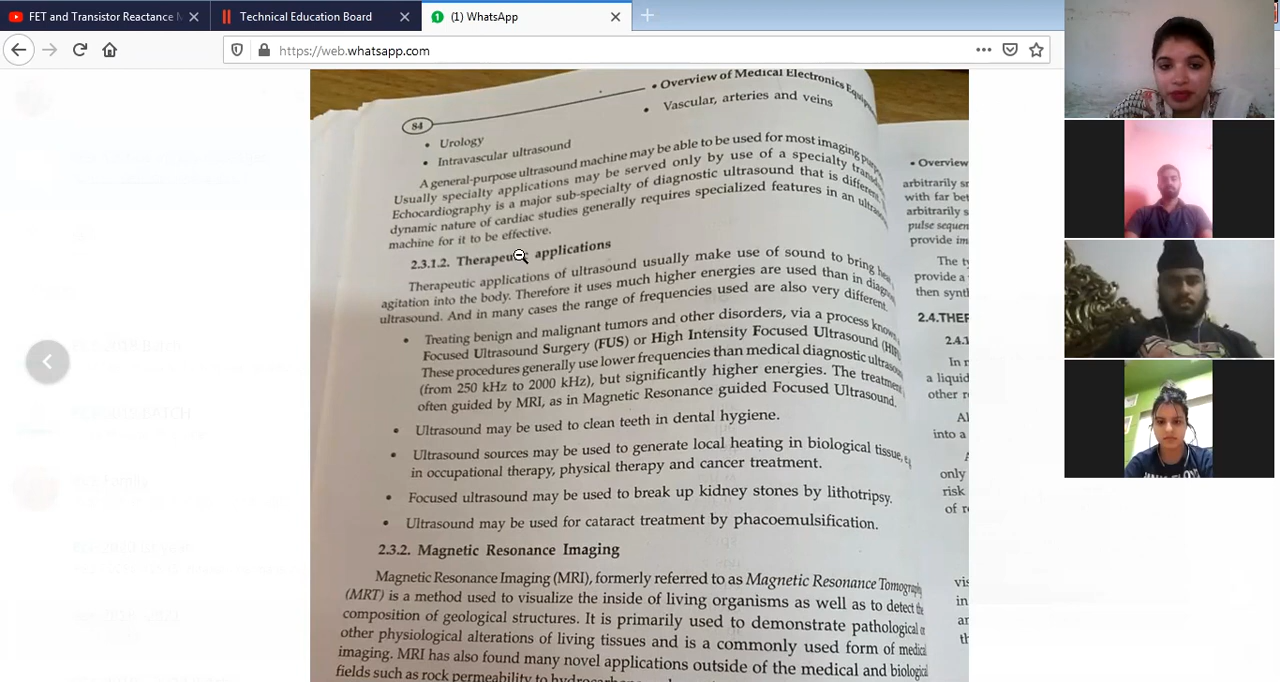 FET and Transistor Reactance M
Technical Education Board
(1) WhatsApp
https://web.whatsapp.com
84
• Overview of Medical Electronics
• Vascular, arteries and veins
• Urology
• Intravascular ultrasound
A general-purpose ultrasound machine may be able to be used for most imaging
Usually specialty applications may be served only by use of a specialty
Echocardiography is a major sub-specialty of diagnostic ultrasound that is different.
dynamic nature of cardiac studies generally requires specialized features in an
machine for it to be effective.
2.3.1.2. applications
Therapeutic applications of ultrasound usually make use of sound to bring
agitation into the body. Therefore it uses much higher energies are used than in
ultrasound. And in many cases the range of frequencies used are also very different.
• Treating benign and malignant tumors and other disorders, via a process
Focused Ultrasound Surgery (FUS) or High Intensity Focused Ultrasound
These procedures generally use lower frequencies than medical diagnostic
(from 250 kHz to 2000 kHz), but significantly higher energies. The
often guided by MRI, as in Magnetic Resonance guided Focused Ultrasound.
• Ultrasound may be used to clean teeth in dental hygiene.
• Ultrasound sources may be used to generate local heating in biological tissue,
in occupational therapy, physical therapy and cancer treatment.
• Focused ultrasound may be used to break up kidney stones by lithotripsy.
• Ultrasound may be used for cataract treatment by phacoemulsification.
2.3.2. Magnetic Resonance Imaging
Magnetic Resonance Imaging (MRI), formerly referred to as Magnetic Resonance
(MRT) is a method used to visualize the inside of living organisms as well as to detect the
composition of geological structures. It is primarily used to demonstrate pathological or
other physiological alterations of living tissues and is a commonly used form of medical
imaging. MRI has also found many novel applications outside of the medical and biological
fields such as rock permeability to
• Overview
arbitrarily
with far
arbitrarily
pulse
provide
The
provide a
then
2.4.
In
a liquid
other
into a
only
risk
of